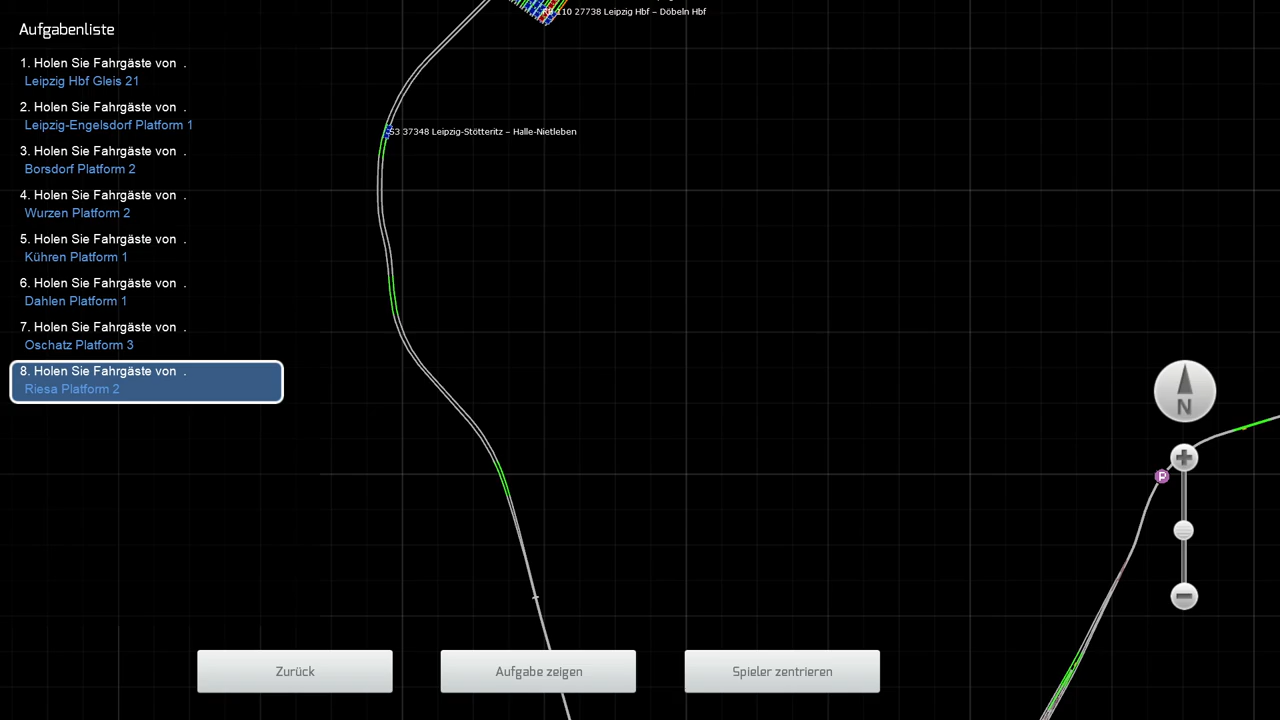 Aufgabenliste
1. Holen Sie Fahrgäste von .
Leipzig Hbf Gleis 21
2. Holen Sie Fahrgäste von .
Leipzig-Engelsdorf Platform 1
3. Holen Sie Fahrgäste von .
Borsdorf Platform 2
4. Holen Sie Fahrgäste von .
Wurzen Platform 2
5. Holen Sie Fahrgäste von .
Kühren Platform 1
6. Holen Sie Fahrgäste von .
Dahlen Platform 1
7. Holen Sie Fahrgäste von .
Oschatz Platform 3
8. Holen Sie Fahrgäste von .
Riesa Platform 2
110 27738 Leipzig Hbf – Döbeln Hbf
S3 37348 Leipzig-Stötteritz – Halle-Nietleben
N
P
Zurück
Aufgabe zeigen
Spieler zentrieren